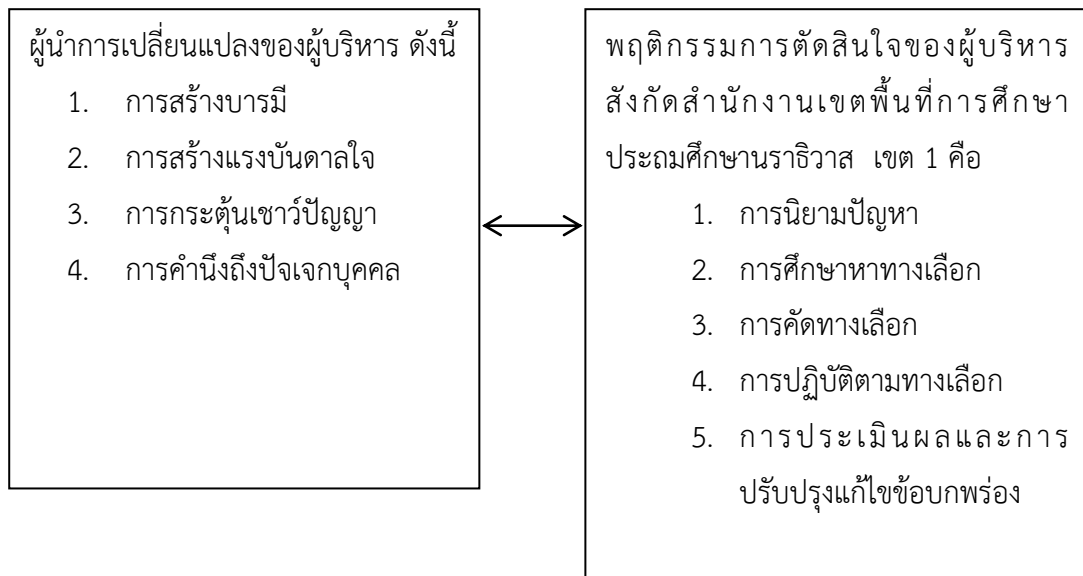 ผู้นำการเปลี่ยนแปลงของผู้บริหาร ดังนี้
1. การสร้างบารมี
2. การสร้างแรงบันดาลใจ
3. การกระตุ้นเชาว์ปัญญา
4. การคำนึงถึงปัจเจกบุคคล
พฤติกรรมการตัดสินใจของผู้บริหาร
สังกัดสำนักงานเขตพื้นที่การศึกษา
ประถมศึกษานราธิวาส เขต 1 คือ
1. การนิยามปัญหา
2. การศึกษาหาทางเลือก
3. การคัดทางเลือก
4. การปฏิบัติตามทางเลือก
5. การประเมินผลและการ
ปรับปรุงแก้ไขข้อบกพร่อง